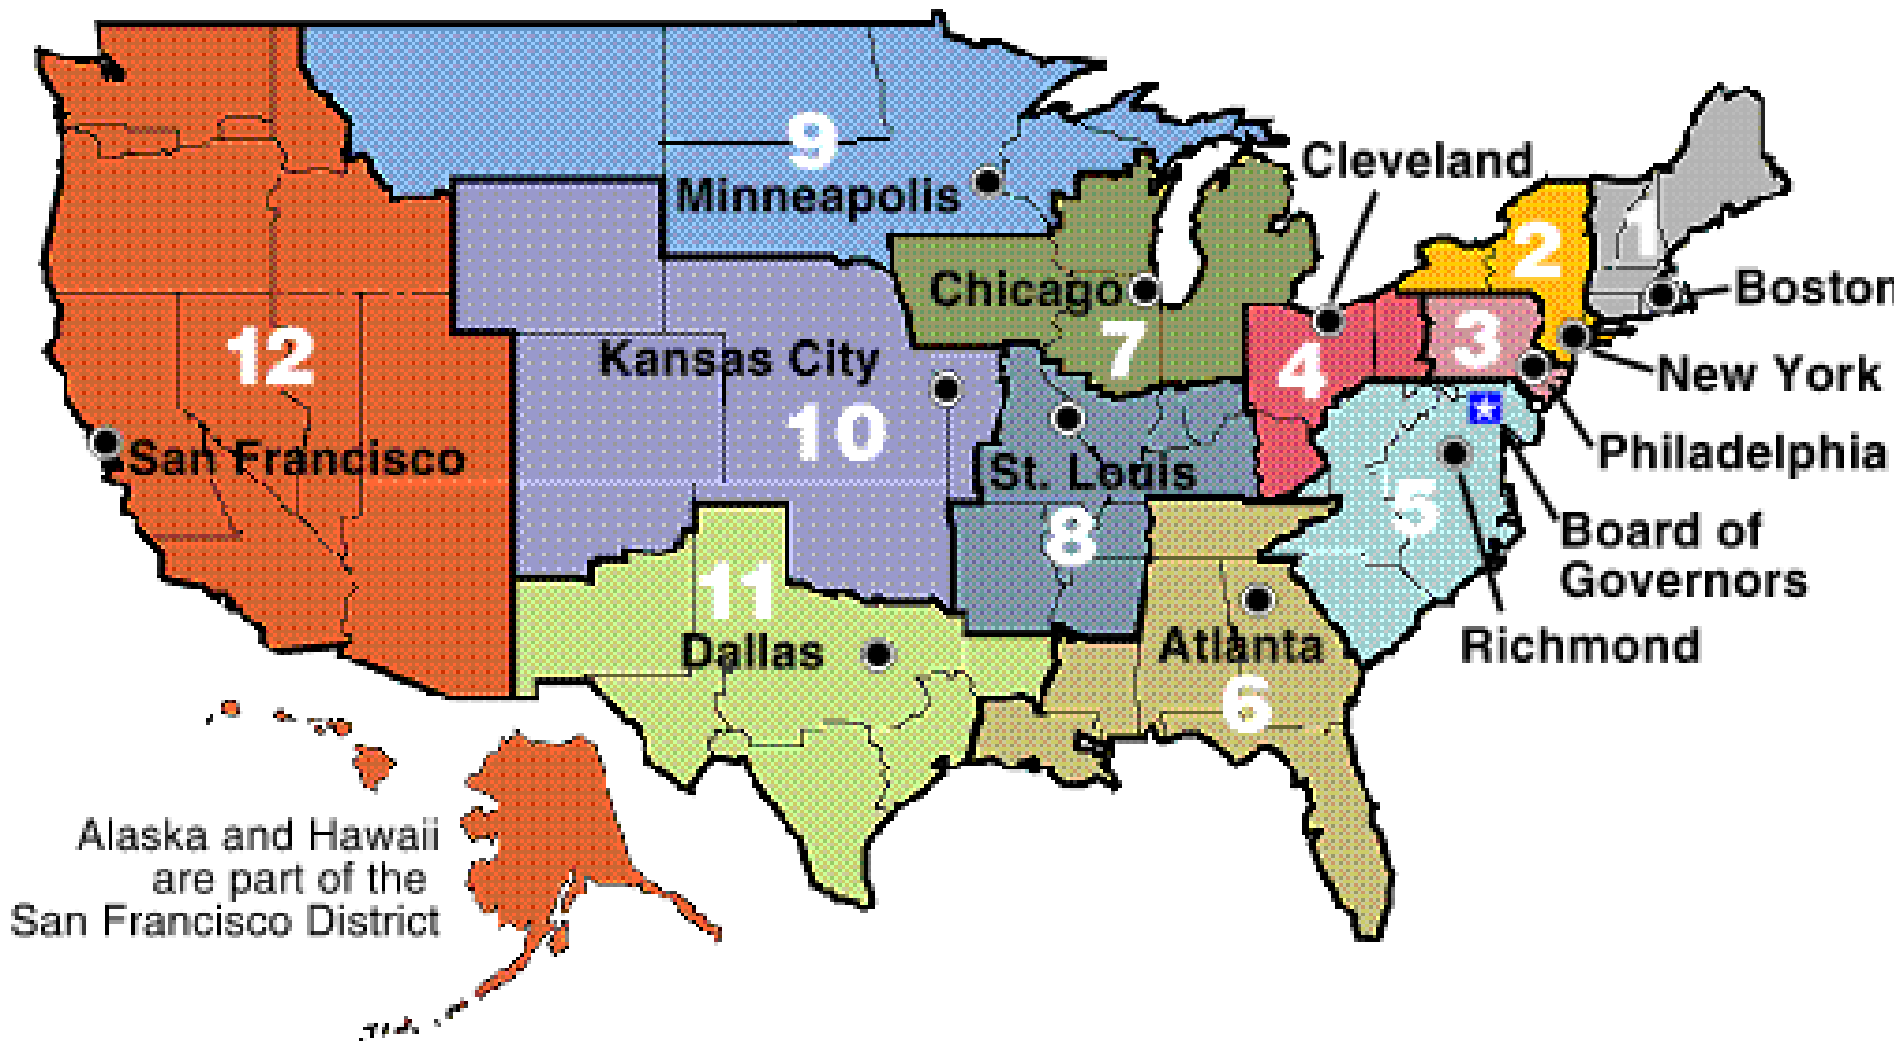 9
Minneapolis
Cleveland
1
2
Boston
Chicago
12
7
Kansas City
4
3
New York
10
San Francisco
St. Louis
Philadelphia
8
5
Board of
Governors
11
Dallas
Atlanta
Richmond
6
Alaska and Hawaii
are part of the
San Francisco District